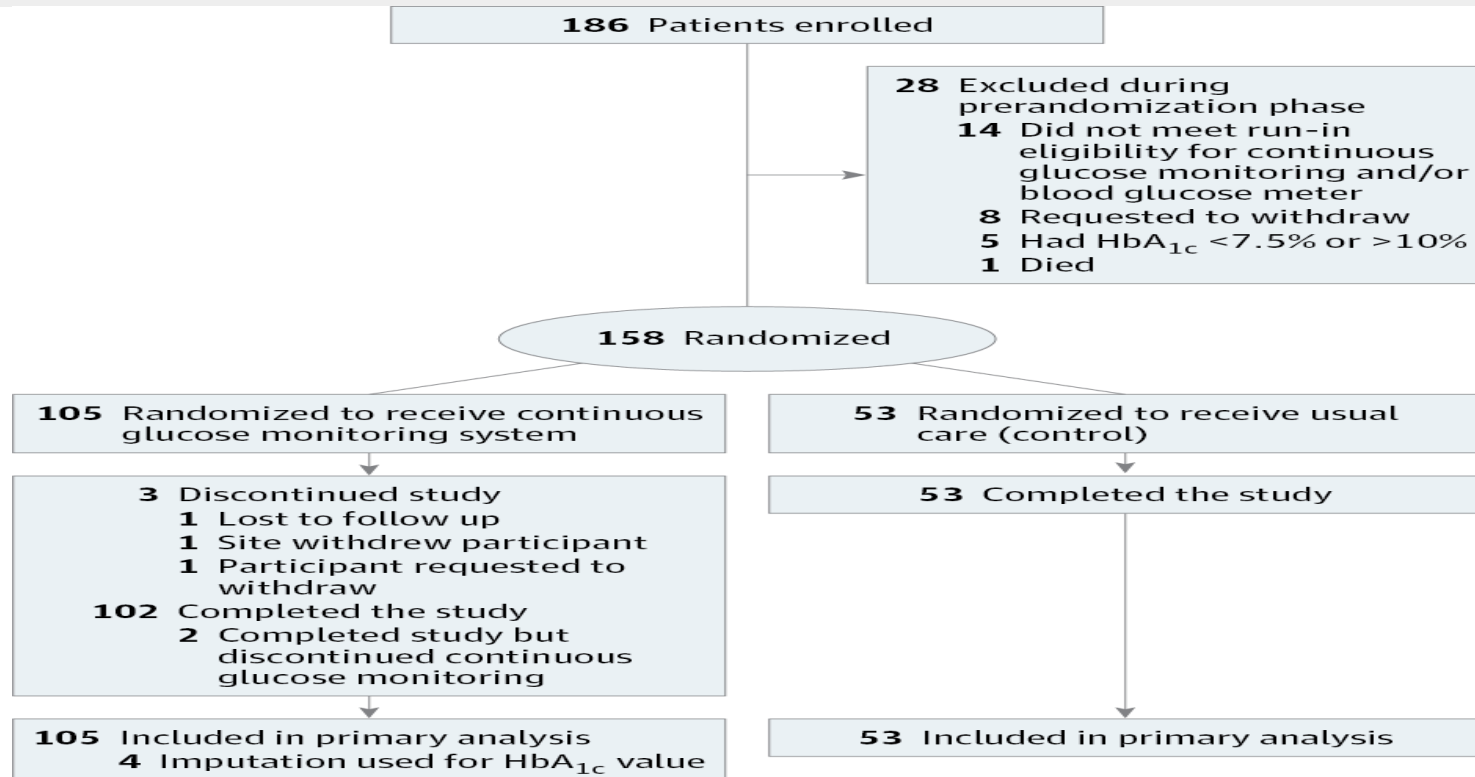 186 Patients enrolled
28 Excluded during
prerandomization phase
14 Did not meet run-in
eligibility for continuous
glucose monitoring and/or
blood glucose meter
8 Requested to withdraw
5 Had HbA1c <7.5% or >10%
1 Died
158 Randomized
105 Randomized to receive continuous
glucose monitoring system
53 Randomized to receive usual
care (control)
3 Discontinued study
1 Lost to follow up
1 Site withdrew participant
1 Participant requested to
withdraw
102 Completed the study
2 Completed study but
discontinued continuous
glucose monitoring
53 Completed the study
105 Included in primary analysis
4 Imputation used for HbA1c value
53 Included in primary analysis